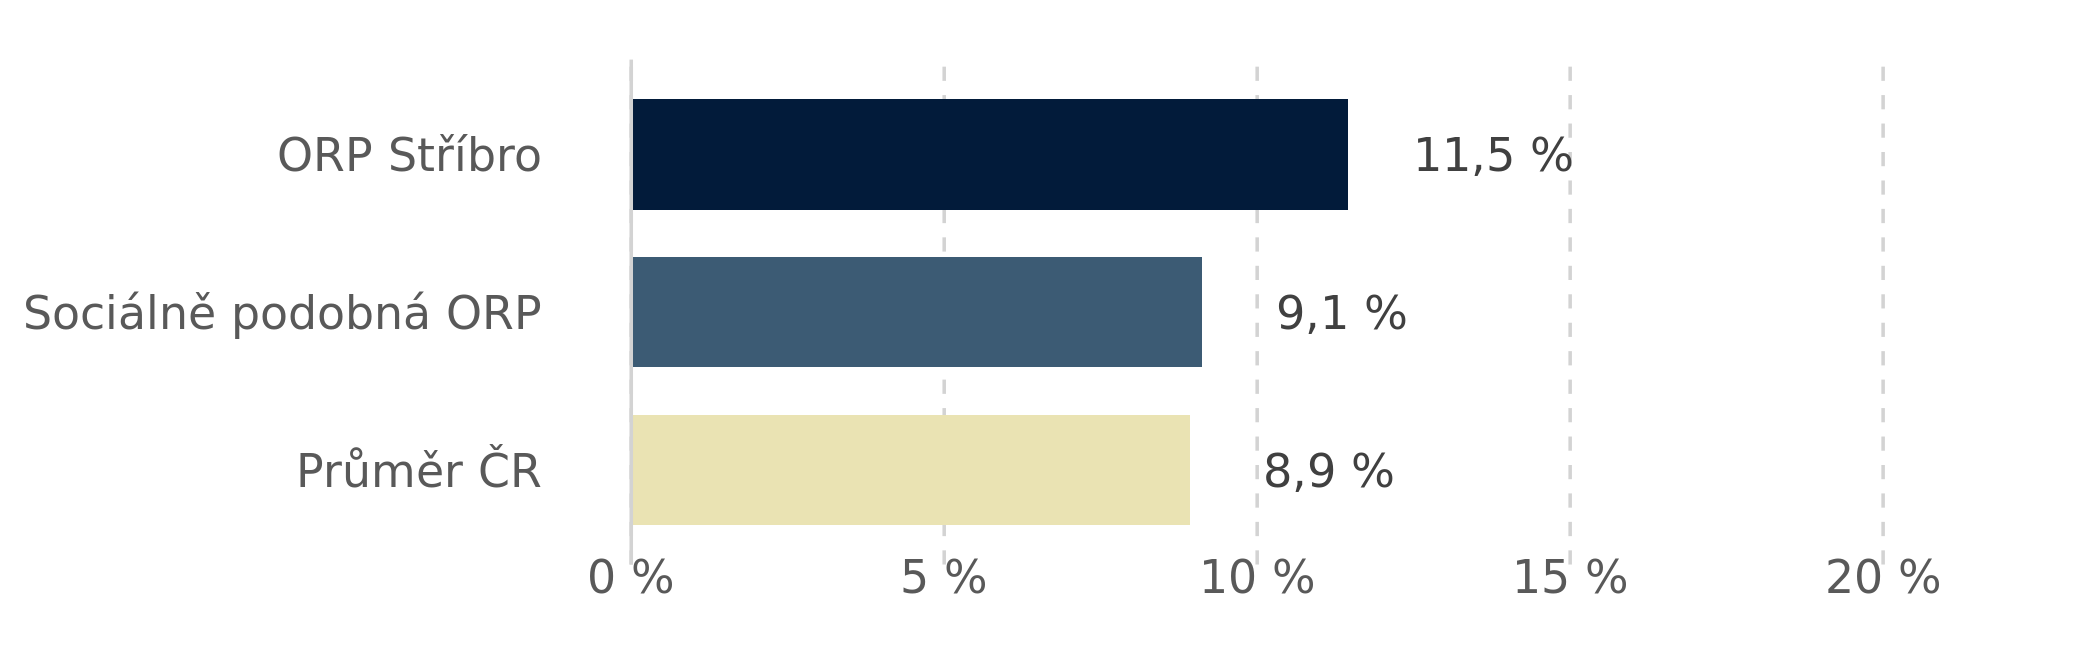 ORP Stříbro
11,5 %
Sociálně podobná ORP
9,1 %
Průměr ČR
8,9 %
0 %
5 %
10 %
15 %
20 %